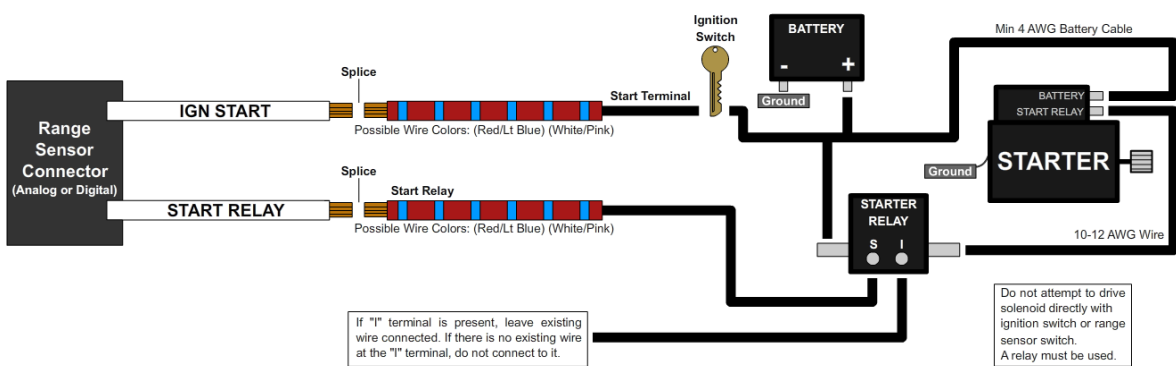 Ignition
Switch
BATTERY
- +
Ground
Min 4 AWG Battery Cable
Splice
IGN START
Start Terminal
Possible Wire Colors: (Red/Lt Blue) (White/Pink)
BATTERY
START RELAY
STARTER
Ground
Range
Sensor
Connector
(Analog or Digital)
Splice
START RELAY
Start Relay
Possible Wire Colors: (Red/Lt Blue) (White/Pink)
STARTER
RELAY
S I
10-12 AWG Wire
If "I" terminal is present, leave existing
wire connected. If there is no existing wire
at the "I" terminal, do not connect to it.
Do not attempt to drive
solenoid directly with
ignition switch or range
sensor switch.
A relay must be used.